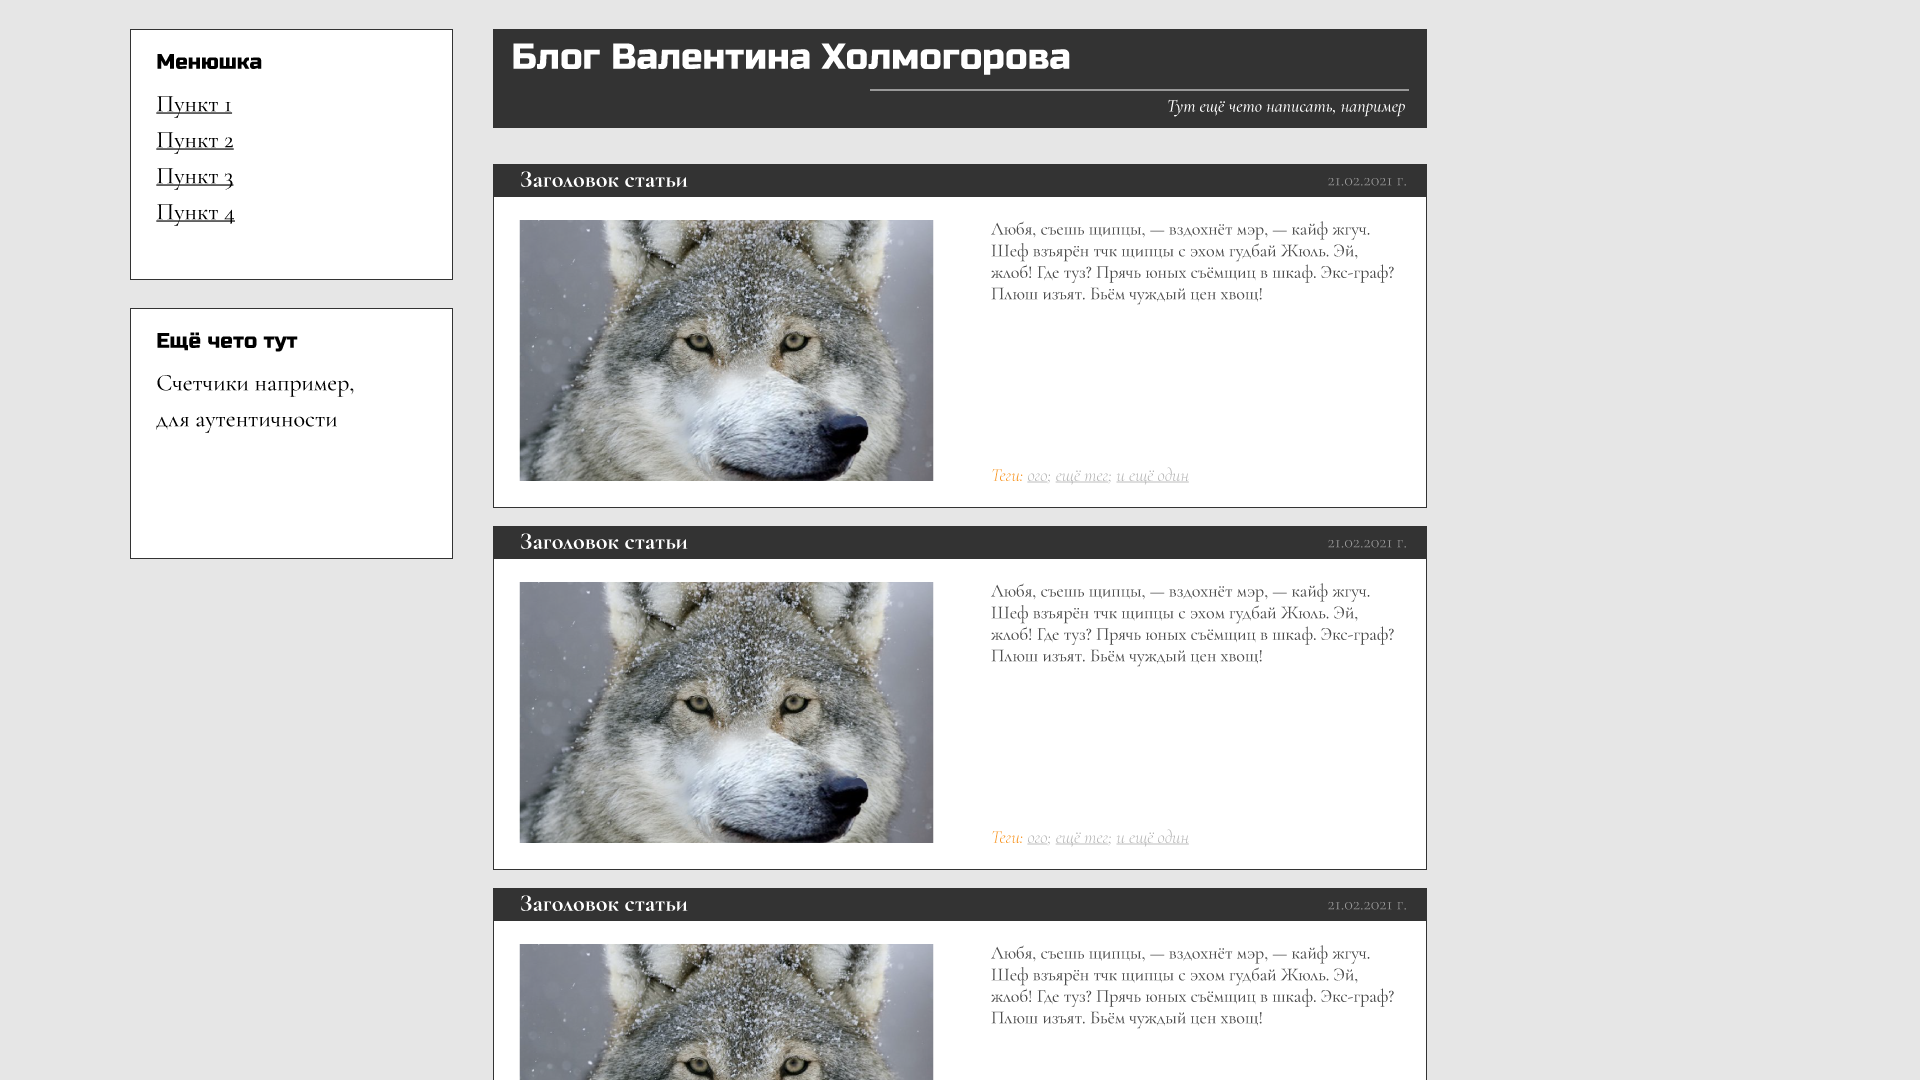 Менюшка
Пункт 1
Пункт 2
Пункт 3
Пункт 4
Ещё чето тут
Счетчики например,
для аутентичности
Блог Валентина Холмогорова
Тут ещё чето написать, например
Заголовок статьи
21.02.2021 г.
Любя, съешь щипцы, — вздохнёт мэр, — кайф жгуч.
Шеф взъярён тчк щипцы с эхом гудбай Жюль. Эй,
жлоб! Где туз? Прячь юных съёмщиц в шкаф. Экс-граф?
Плюш изъят. Бьём чуждый цен хвощ!
Теги: ого; ещё тег; и ещё один
Заголовок статьи
21.02.2021 г.
Любя, съешь щипцы, — вздохнёт мэр, — кайф жгуч.
Шеф взъярён тчк щипцы с эхом гудбай Жюль. Эй,
жлоб! Где туз? Прячь юных съёмщиц в шкаф. Экс-граф?
Плюш изъят. Бьём чуждый цен хвощ!
Теги: ого; ещё тег; и ещё один
Заголовок статьи
21.02.2021 г.
Любя, съешь щипцы, — вздохнёт мэр, — кайф жгуч.
Шеф взъярён тчк щипцы с эхом гудбай Жюль. Эй,
жлоб! Где туз? Прячь юных съёмщиц в шкаф. Экс-граф?
Плюш изъят. Бьём чуждый цен хвощ!